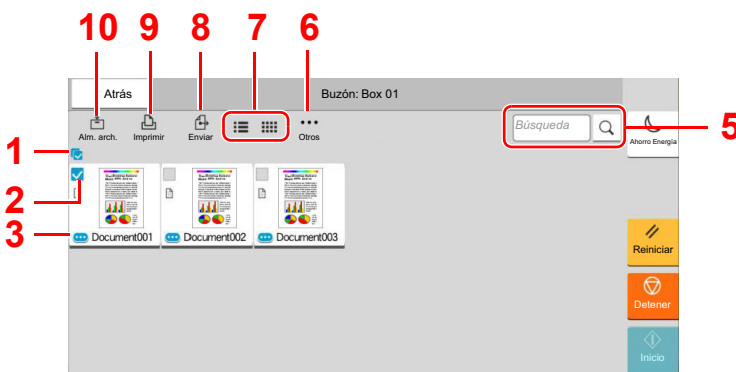 10 9 8 7 6
Atrás
Buzón: Box 01
Alm. arch.
Imprimir
Enviar
Otros
Búsqueda
5
Ahorro Energia
1
2
3
Document001
Document002
Document003
Reiniciar
Detener
Inicio